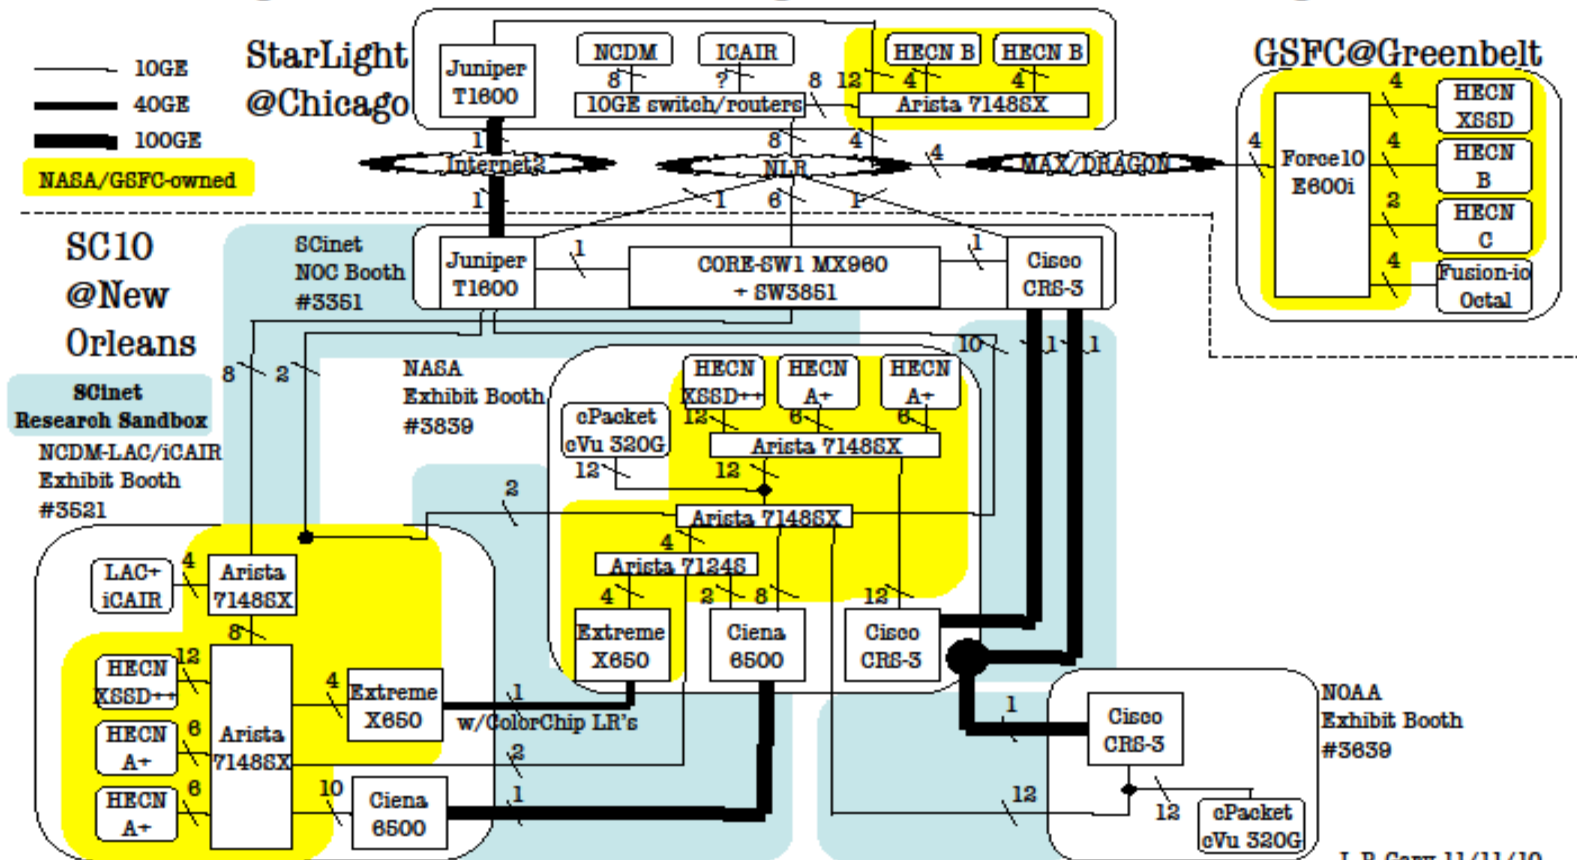 StarLight
@Chicago
10GE
40GE
100GE
NASA/GSFC-owned
Juniper
T1600
NCDM
ICAIR
HECN B
HECN B
8
?
8
12
4
4
10GE switch/routers
Arista 7148SX
GSFC@Greenbelt
Force10
E600i
4
HECN
XSSD
4
HECN
B
2
HECN
C
4
Fusion-io
Octal
1
8
4
Internet2
NLR
4
MAX/DRAGON
4
1
1
6
1
SC10
@New
Orleans
SCinet
NOC Booth
#3351
Juniper
T1600
1
CORE-SW1 MX960
+ SW3851
1
Cisco
CRS-3
8
2
10
1
1
SCinet
Research Sandbox
NASA
Exhibit Booth
#3839
HECN
XSSD++
HECN
A+
HECN
A+
12
6
6
cPacket
cVu 320G
Arista 7148SX
12
12
2
Arista 7148SX
4
Arista 7124S
4
2
8
12
Extreme
X650
Ciena
6500
Cisco
CRS-3
NCDM-LAC/iCAIR
Exhibit Booth
#3521
LAC+
iCAIR
4
Arista
7148SX
8
HECN
XSSD++
12
HECN
A+
6
HECN
A+
6
Arista
7148SX
4
Extreme
X650
1
w/ColorChip LR's
2
10
Ciena
6500
1
1
Cisco
CRS-3
NOAA
Exhibit Booth
#3639
12
12
cPacket
cVu 320G